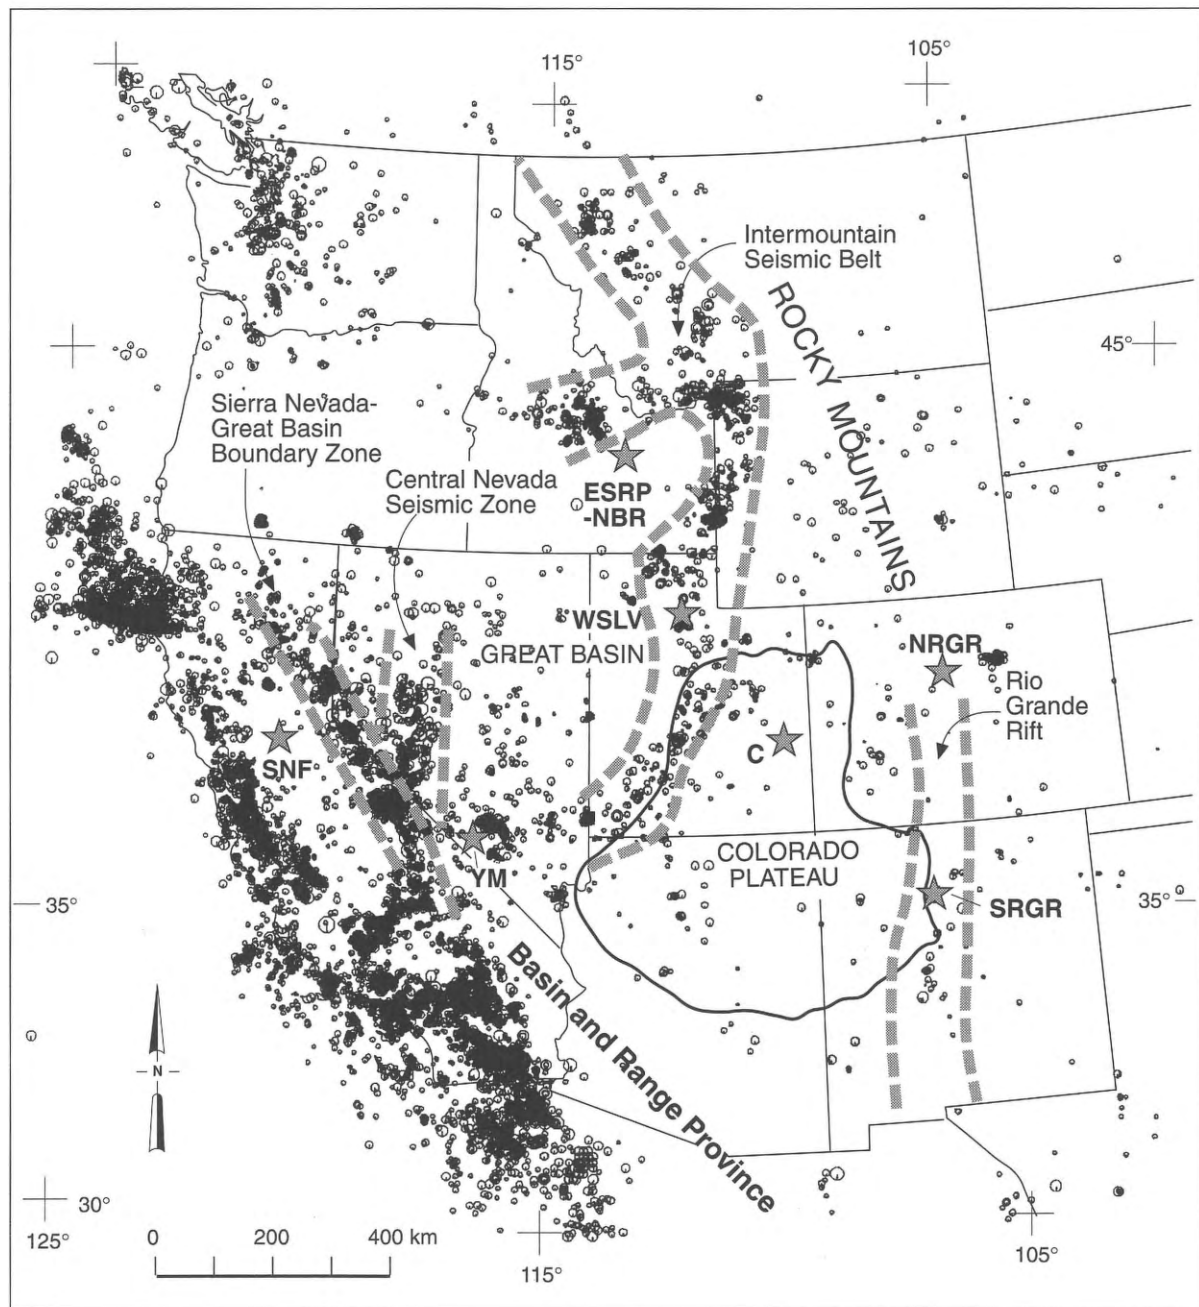 115°
105°
Intermountain
Seismic Belt
ROCKY MOUNTAINS
45°
Sierra Nevada-
Great Basin
Boundary Zone
Central Nevada
Seismic Zone
ESRP
-NBR
WSLV
GREAT BASIN
NRGR
Rio
Grande
Rift
SNF
C
YM
COLORADO
PLATEAU
SRGR
35°
35°
Basin and Range Province
N
30°
125°
0 200 400 km
115°
105°